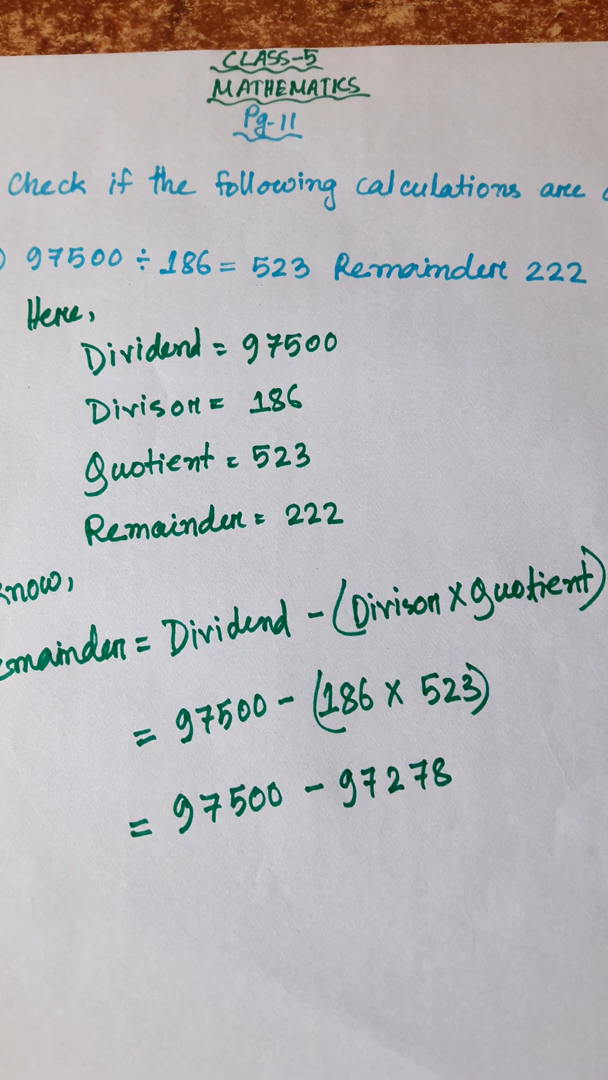 CLASS-5
MATHEMATICS
Pg-11
Check if the following calculations are
97500 ÷ 186 = 523 Remainder 222
Here,
Dividend = 97500
Divisor = 186
Quotient = 523
Remainder = 222
know,
emainder = Dividend - (Divisor X Quotient)
= 97500 - (186 X 523)
= 97500 - 97278